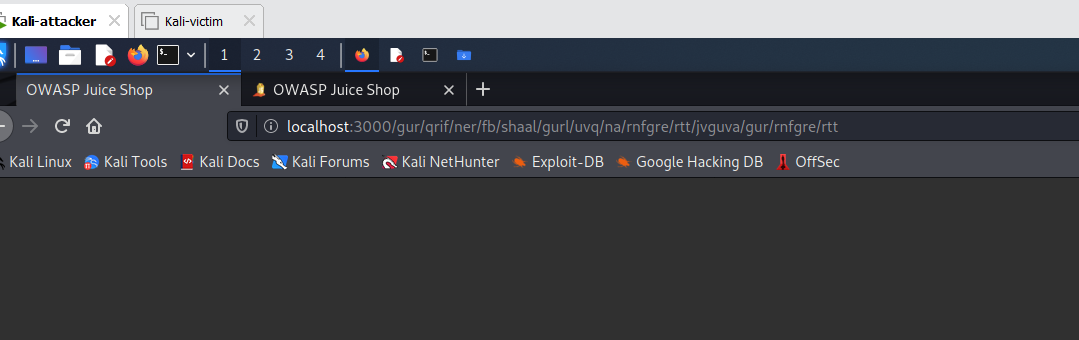 Kali-attacker Kali-victim
1 2 3 4
OWASP Juice Shop OWASP Juice Shop
localhost:3000/gur/qrif/ner/fb/shaal/gurl/uvq/na/rnfgre/rtt/jvguva/gur/rnfgre/rtt
Kali Linux Kali Tools Kali Docs Kali Forums Kali NetHunter Exploit-DB Google Hacking DB OffSec